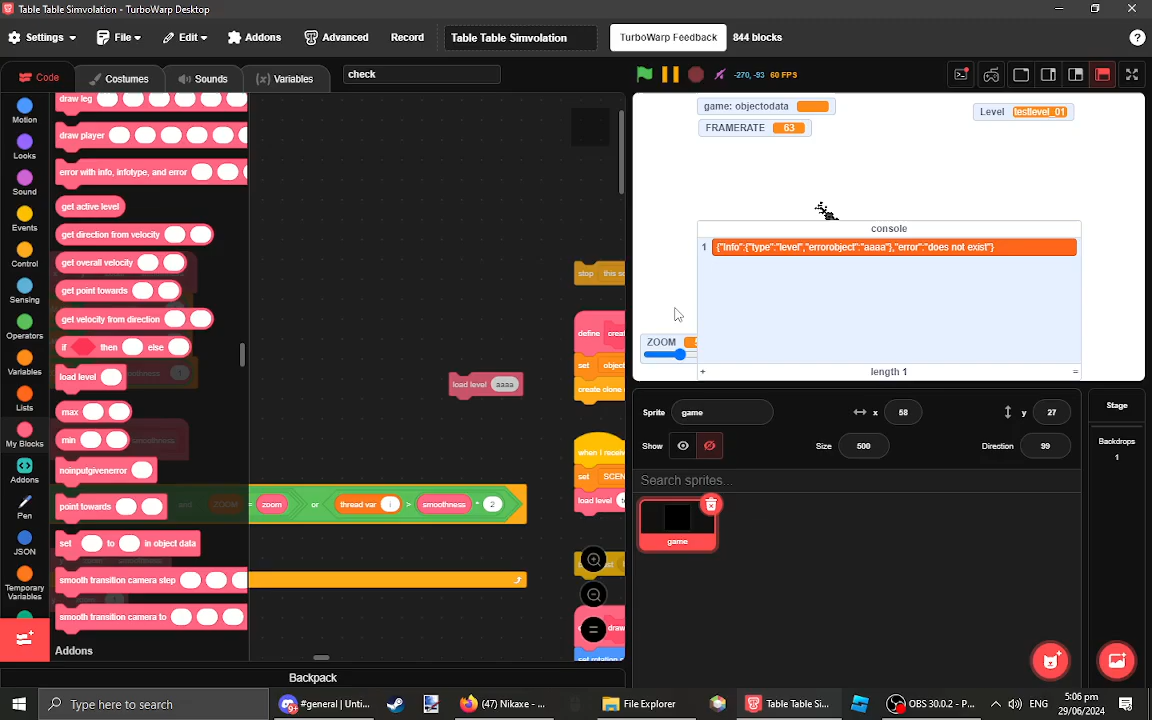 Table Table Simvolation - TurboWarp Desktop
Settings File Edit Addons Advanced Record Table Table Simvolation TurboWarp Feedback 844 blocks
Code Costumes Sounds Variables check -270, -93 60 FPS
Motion
Looks
Sound
Events
Control
Sensing
Operators
Variables
Lists
My Blocks
Addons
Pen
JSON
Temporary
Variables
draw leg
draw player
error with info, infotype, and error
get active level
get direction from velocity
get overall velocity
get point towards
get velocity from direction
if then else
load level
max
min
noinputgivenerror
point towards
set to in object data
smooth transition camera step
smooth transition camera to
Addons
load level aaaa
ZOOM = zoom or thread var i > smoothness * 2
define
set
create clone
set SCEN
load level
game: objectodata
FRAMERATE 63
Level testlevel_01
console
1 {"info":{"type":"level","errorobject":"aaaa"},"error":"does not exist"}
+ length 1 =
ZOOM
Sprite game x 58 y 27
Show Size 500 Direction 99
Search sprites...
game
Stage
Backdrops
1
Backpack
Type here to search #general | Unti... (47) Nikaxe - ... File Explorer Table Table Si... OBS 30.0.2 - P... ENG 5:06 pm
29/06/2024